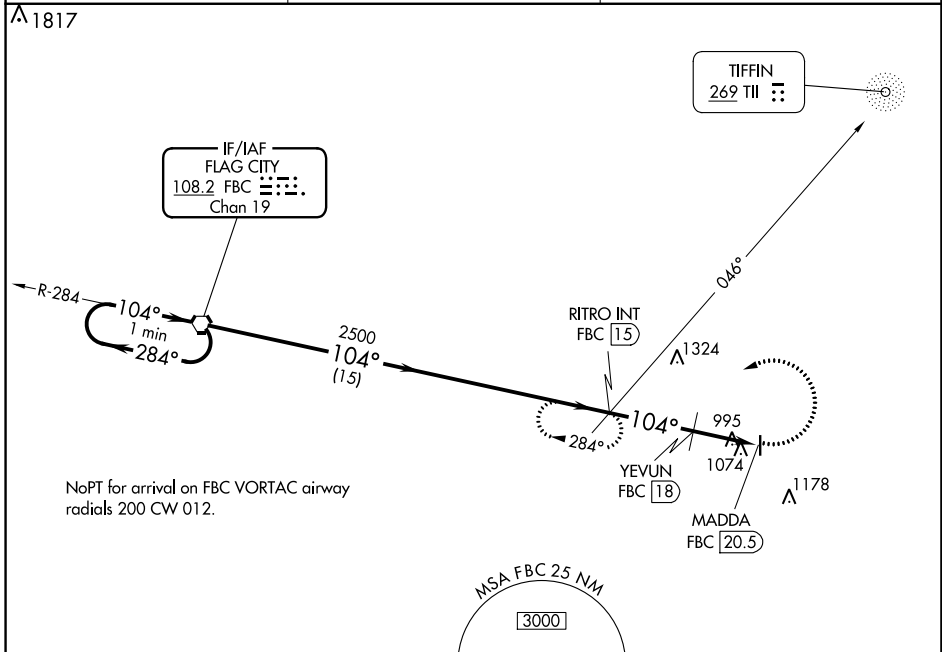 1817
TIFFIN
269 TII
IF/IAF
FLAG CITY
108.2 FBC
Chan 19
046°
R-284
104°
1 min
284°
2500
104°
(15)
RITRO INT
FBC 15
1324
284°
104°
995
1074
YEVUN
FBC 18
1178
MADDA
FBC 20.5
NoPT for arrival on FBC VORTAC airway
radials 200 CW 012.
MSA FBC 25 NM
3000